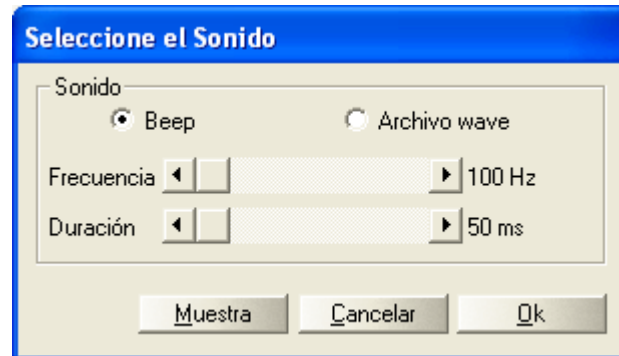 Seleccione el Sonido
Sonido
Beep Archivo wave
Frecuencia 100 Hz
Duración 50 ms
Muestra Cancelar Ok